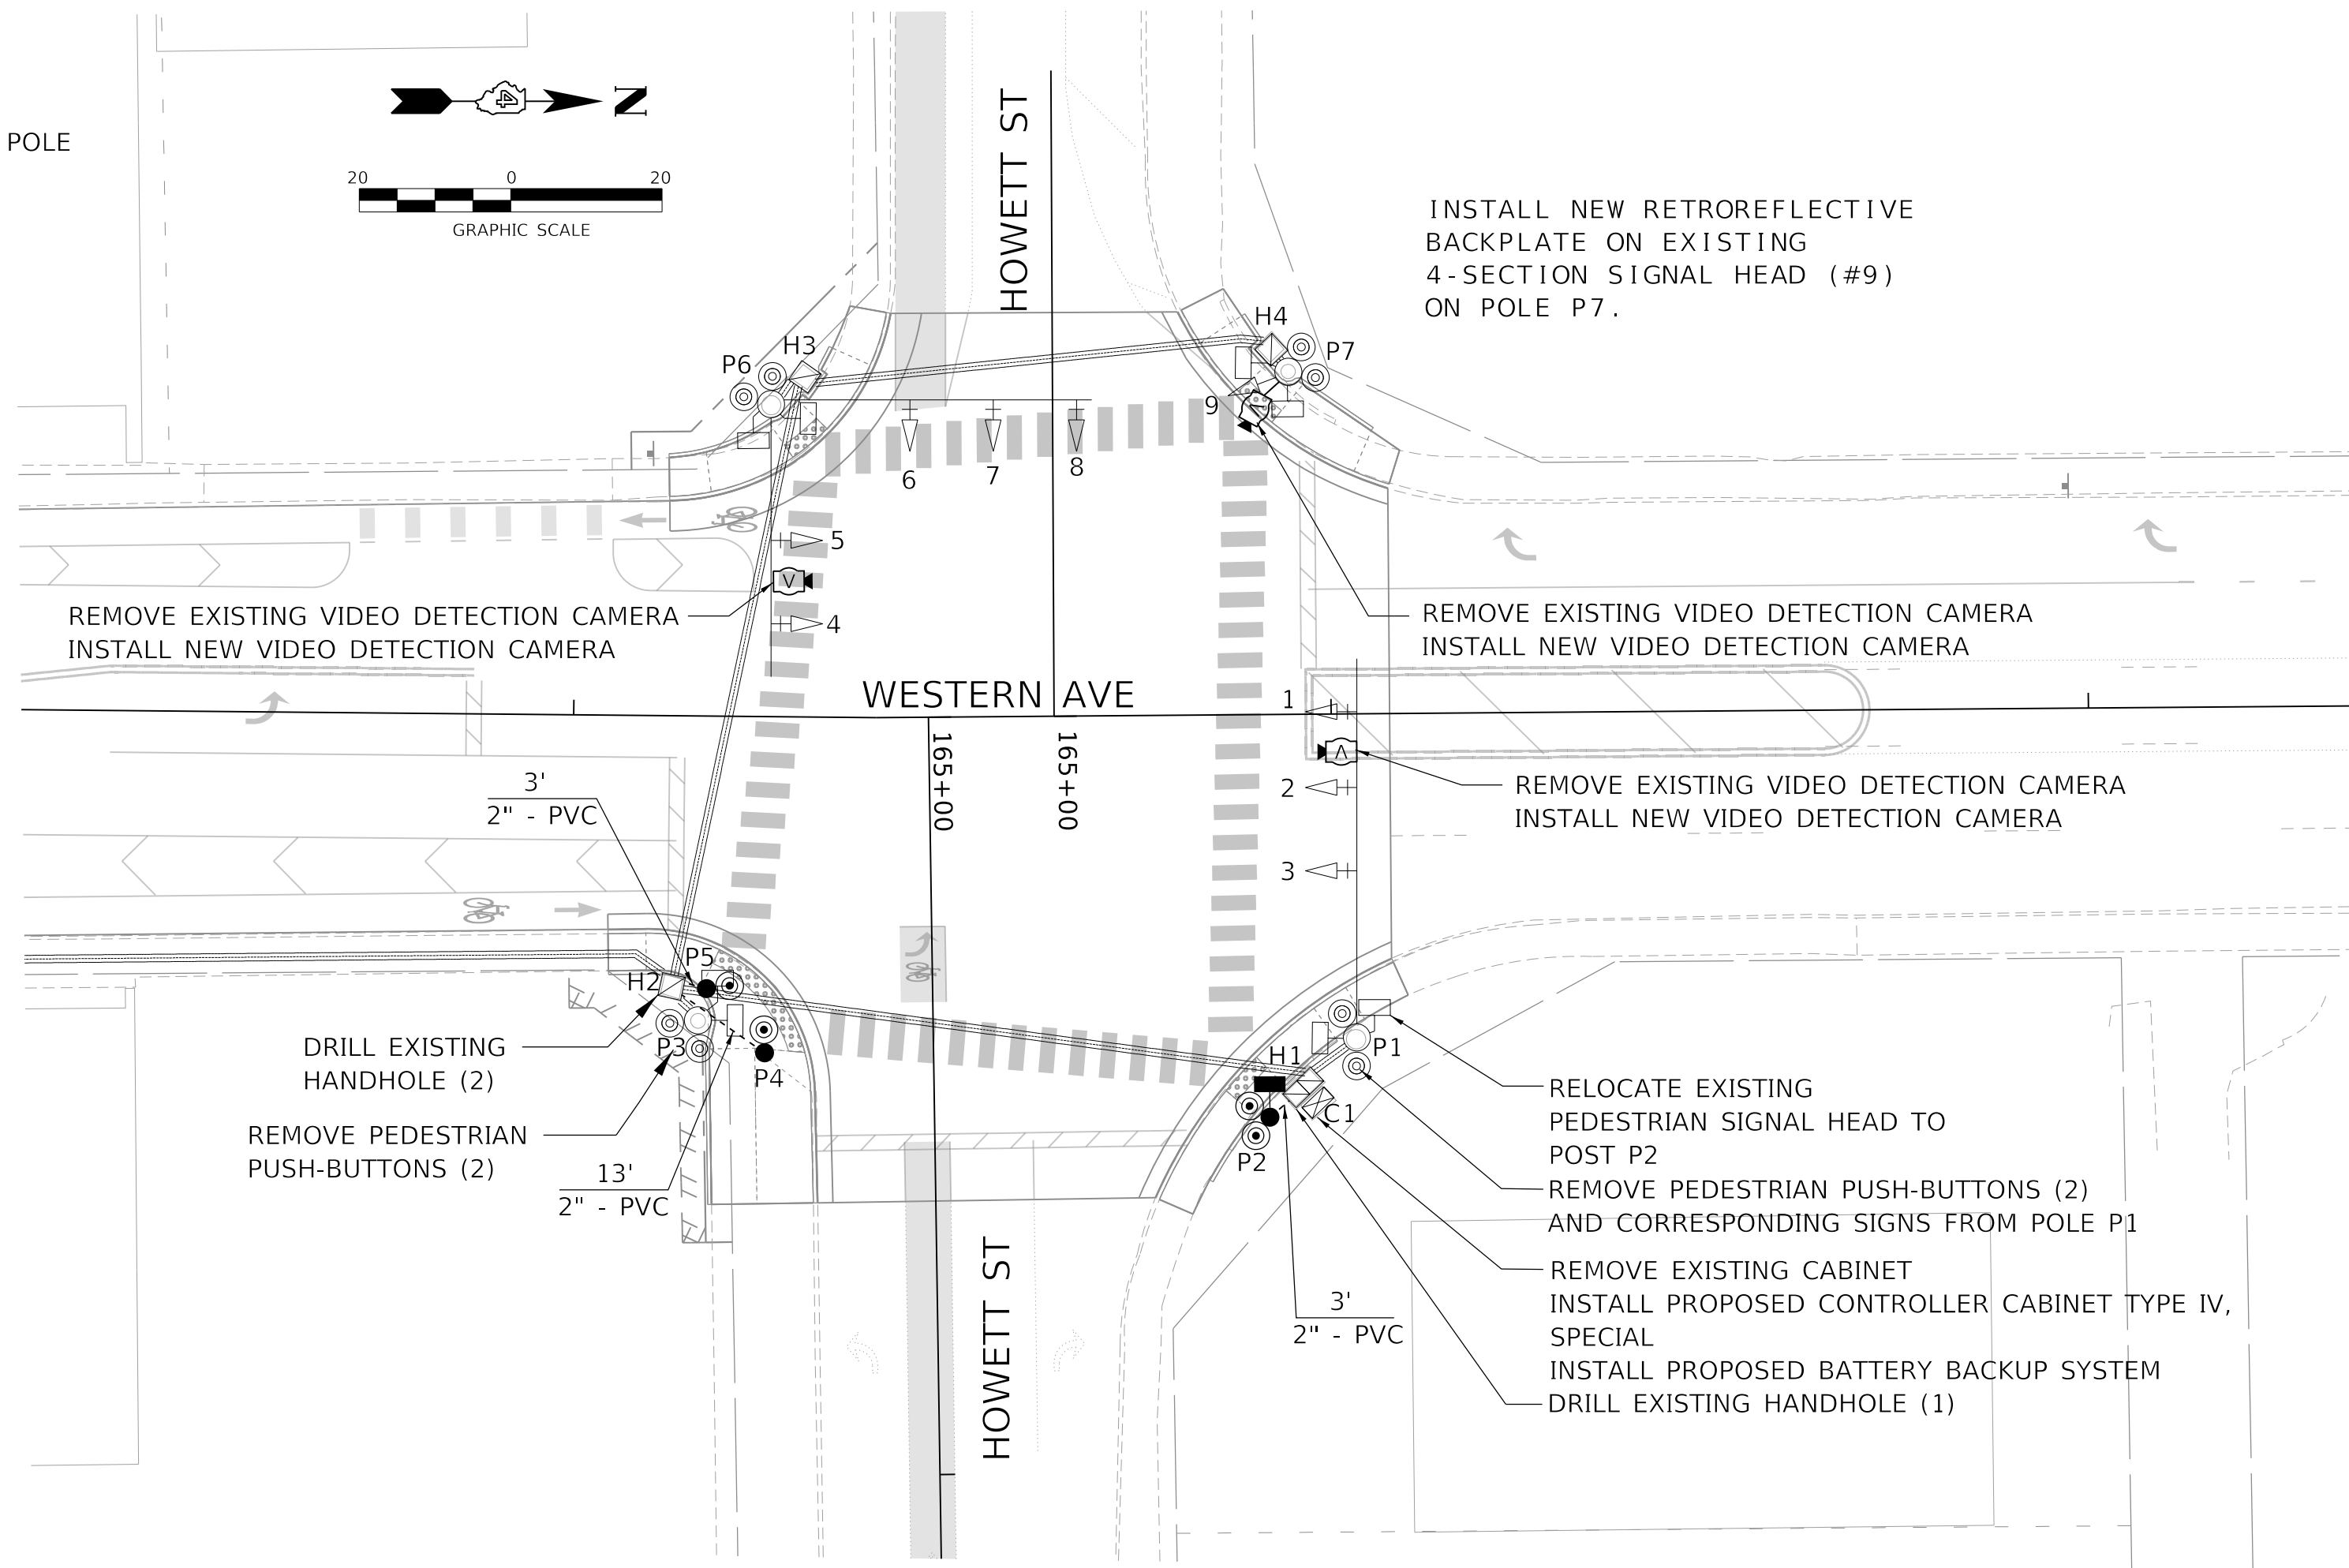 HOWETT ST
N
4
POLE
20 0 20
GRAPHIC SCALE
INSTALL NEW RETROREFLECTIVE
BACKPLATE ON EXISTING
4-SECTION SIGNAL HEAD (#9)
ON POLE P7.
H4
H3
P7
P6
9
6
7
8
5
V
4
REMOVE EXISTING VIDEO DETECTION CAMERA
INSTALL NEW VIDEO DETECTION CAMERA
REMOVE EXISTING VIDEO DETECTION CAMERA
INSTALL NEW VIDEO DETECTION CAMERA
WESTERN AVE
1
V
2
3
165+00
165+00
REMOVE EXISTING VIDEO DETECTION CAMERA
INSTALL NEW VIDEO DETECTION CAMERA
3'
2" - PVC
P5
H2
P3
P4
DRILL EXISTING
HANDHOLE (2)
REMOVE PEDESTRIAN
PUSH-BUTTONS (2)
13'
2" - PVC
H1
P1
C1
1
P2
RELOCATE EXISTING
PEDESTRIAN SIGNAL HEAD TO
POST P2
REMOVE PEDESTRIAN PUSH-BUTTONS (2)
AND CORRESPONDING SIGNS FROM POLE P1
REMOVE EXISTING CABINET
INSTALL PROPOSED CONTROLLER CABINET TYPE IV,
SPECIAL
INSTALL PROPOSED BATTERY BACKUP SYSTEM
DRILL EXISTING HANDHOLE (1)
3'
2" - PVC
HOWETT ST